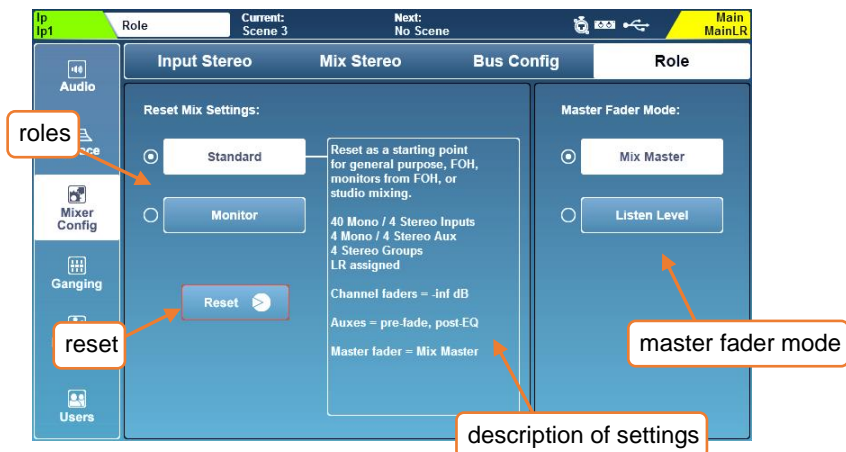 Ip
Ip1
Role
Current:
Scene 3
Next:
No Scene
Main
MainLR
Audio
Mixer
Config
Ganging
Users
Input Stereo
Mix Stereo
Bus Config
Role
Reset Mix Settings:
Standard
Monitor
Reset
Reset as a starting point
for general purpose, FOH,
monitors from FOH, or
studio mixing.
40 Mono / 4 Stereo Inputs
4 Mono / 4 Stereo Aux
4 Stereo Groups
LR assigned
Channel faders = -inf dB
Auxes = pre-fade, post-EQ
Master fader = Mix Master
Master Fader Mode:
Mix Master
Listen Level
roles
reset
master fader mode
description of settings